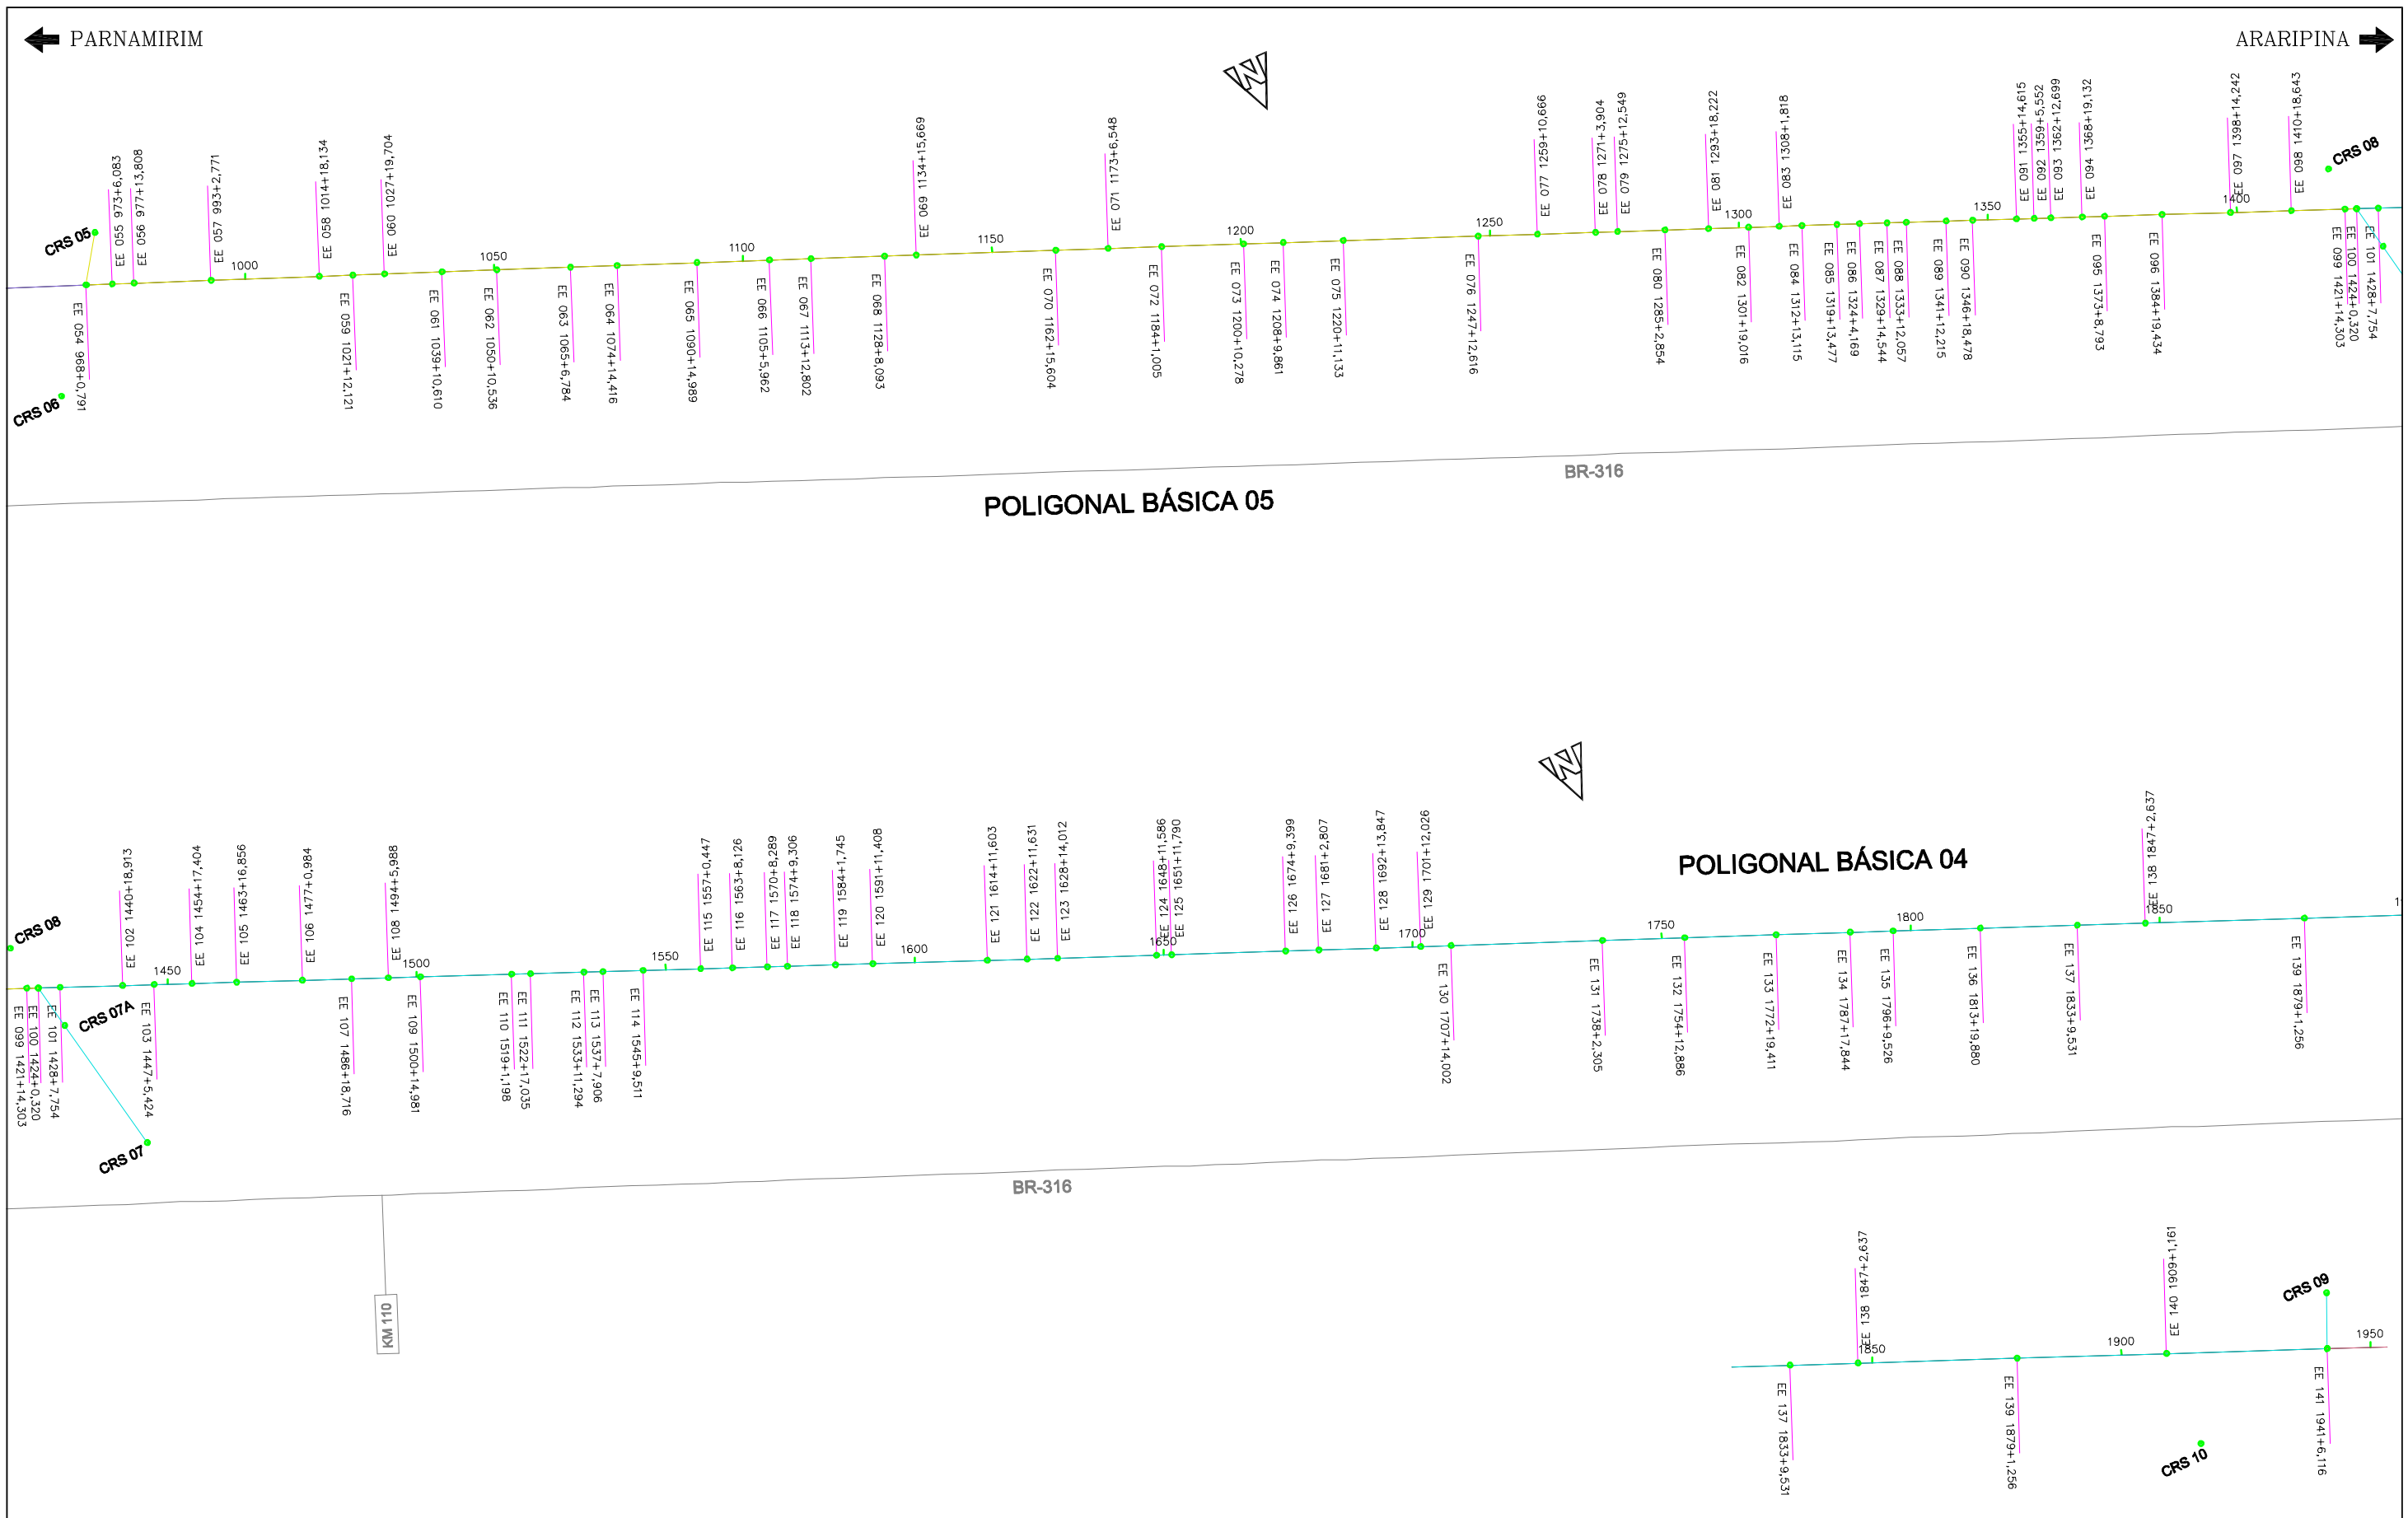 PARNAMIRIM
ARARIPINA
N
CRS 05
EE 055 973+6,083
EE 056 977+13,808
EE 057 993+2,771
EE 058 1014+18,134
EE 060 1027+19,704
EE 069 1134+15,669
EE 071 1173+6,548
EE 077 1259+10,666
EE 078 1271+3,904
EE 079 1275+12,549
EE 081 1293+18,222
EE 083 1308+1,818
EE 091 1355+14,615
EE 092 1359+5,552
EE 093 1362+12,699
EE 094 1368+19,132
EE 097 1398+14,242
EE 098 1410+18,643
CRS 08
1000
1050
1100
1150
1200
1250
1300
1350
1400
CRS 06
EE 054 968+0,791
EE 059 1021+12,121
EE 061 1039+10,610
EE 062 1050+10,536
EE 063 1065+6,784
EE 064 1074+14,416
EE 065 1090+14,989
EE 066 1105+5,962
EE 067 1113+12,802
EE 068 1128+8,093
EE 070 1162+15,604
EE 072 1184+1,005
EE 073 1200+10,278
EE 074 1208+9,861
EE 075 1220+11,133
EE 076 1247+12,616
EE 080 1285+2,854
EE 082 1301+19,016
EE 084 1312+13,115
EE 085 1319+13,477
EE 086 1324+4,169
EE 087 1329+14,544
EE 088 1333+12,057
EE 089 1341+12,215
EE 090 1346+18,478
EE 095 1373+8,793
EE 096 1384+19,434
EE 099 1421+14,303
EE 100 1424+0,320
EE 101 1428+7,754
BR-316
POLIGONAL BÁSICA 05
N
POLIGONAL BÁSICA 04
CRS 08
EE 102 1440+18,913
EE 104 1454+17,404
EE 105 1463+16,856
EE 106 1477+0,984
EE 108 1494+5,988
EE 115 1557+0,447
EE 116 1563+8,126
EE 117 1570+8,289
EE 118 1574+9,306
EE 119 1584+1,745
EE 120 1591+11,408
EE 121 1614+11,603
EE 122 1622+11,631
EE 123 1628+14,012
EE 124 1648+11,586
EE 125 1651+11,790
EE 126 1674+9,399
EE 127 1681+2,807
EE 128 1692+13,847
EE 129 1701+12,026
EE 138 1847+2,637
1450
1500
1550
1600
1650
1700
1750
1800
1850
1
EE 099 1421+14,303
EE 100 1424+0,320
EE 101 1428+7,754
CRS 07A
EE 103 1447+5,424
EE 107 1486+18,716
EE 109 1500+14,981
EE 110 1519+1,198
EE 111 1522+17,035
EE 112 1533+11,294
EE 113 1537+7,906
EE 114 1545+9,511
EE 130 1707+14,002
EE 131 1738+2,305
EE 132 1754+12,886
EE 133 1772+19,411
EE 134 1787+17,844
EE 135 1796+9,526
EE 136 1813+19,880
EE 137 1833+9,531
EE 139 1879+1,256
CRS 07
BR-316
KM 110
EE 138 1847+2,637
EE 140 1909+1,161
CRS 09
1850
1900
1950
EE 137 1833+9,531
EE 139 1879+1,256
EE 141 1941+6,116
CRS 10